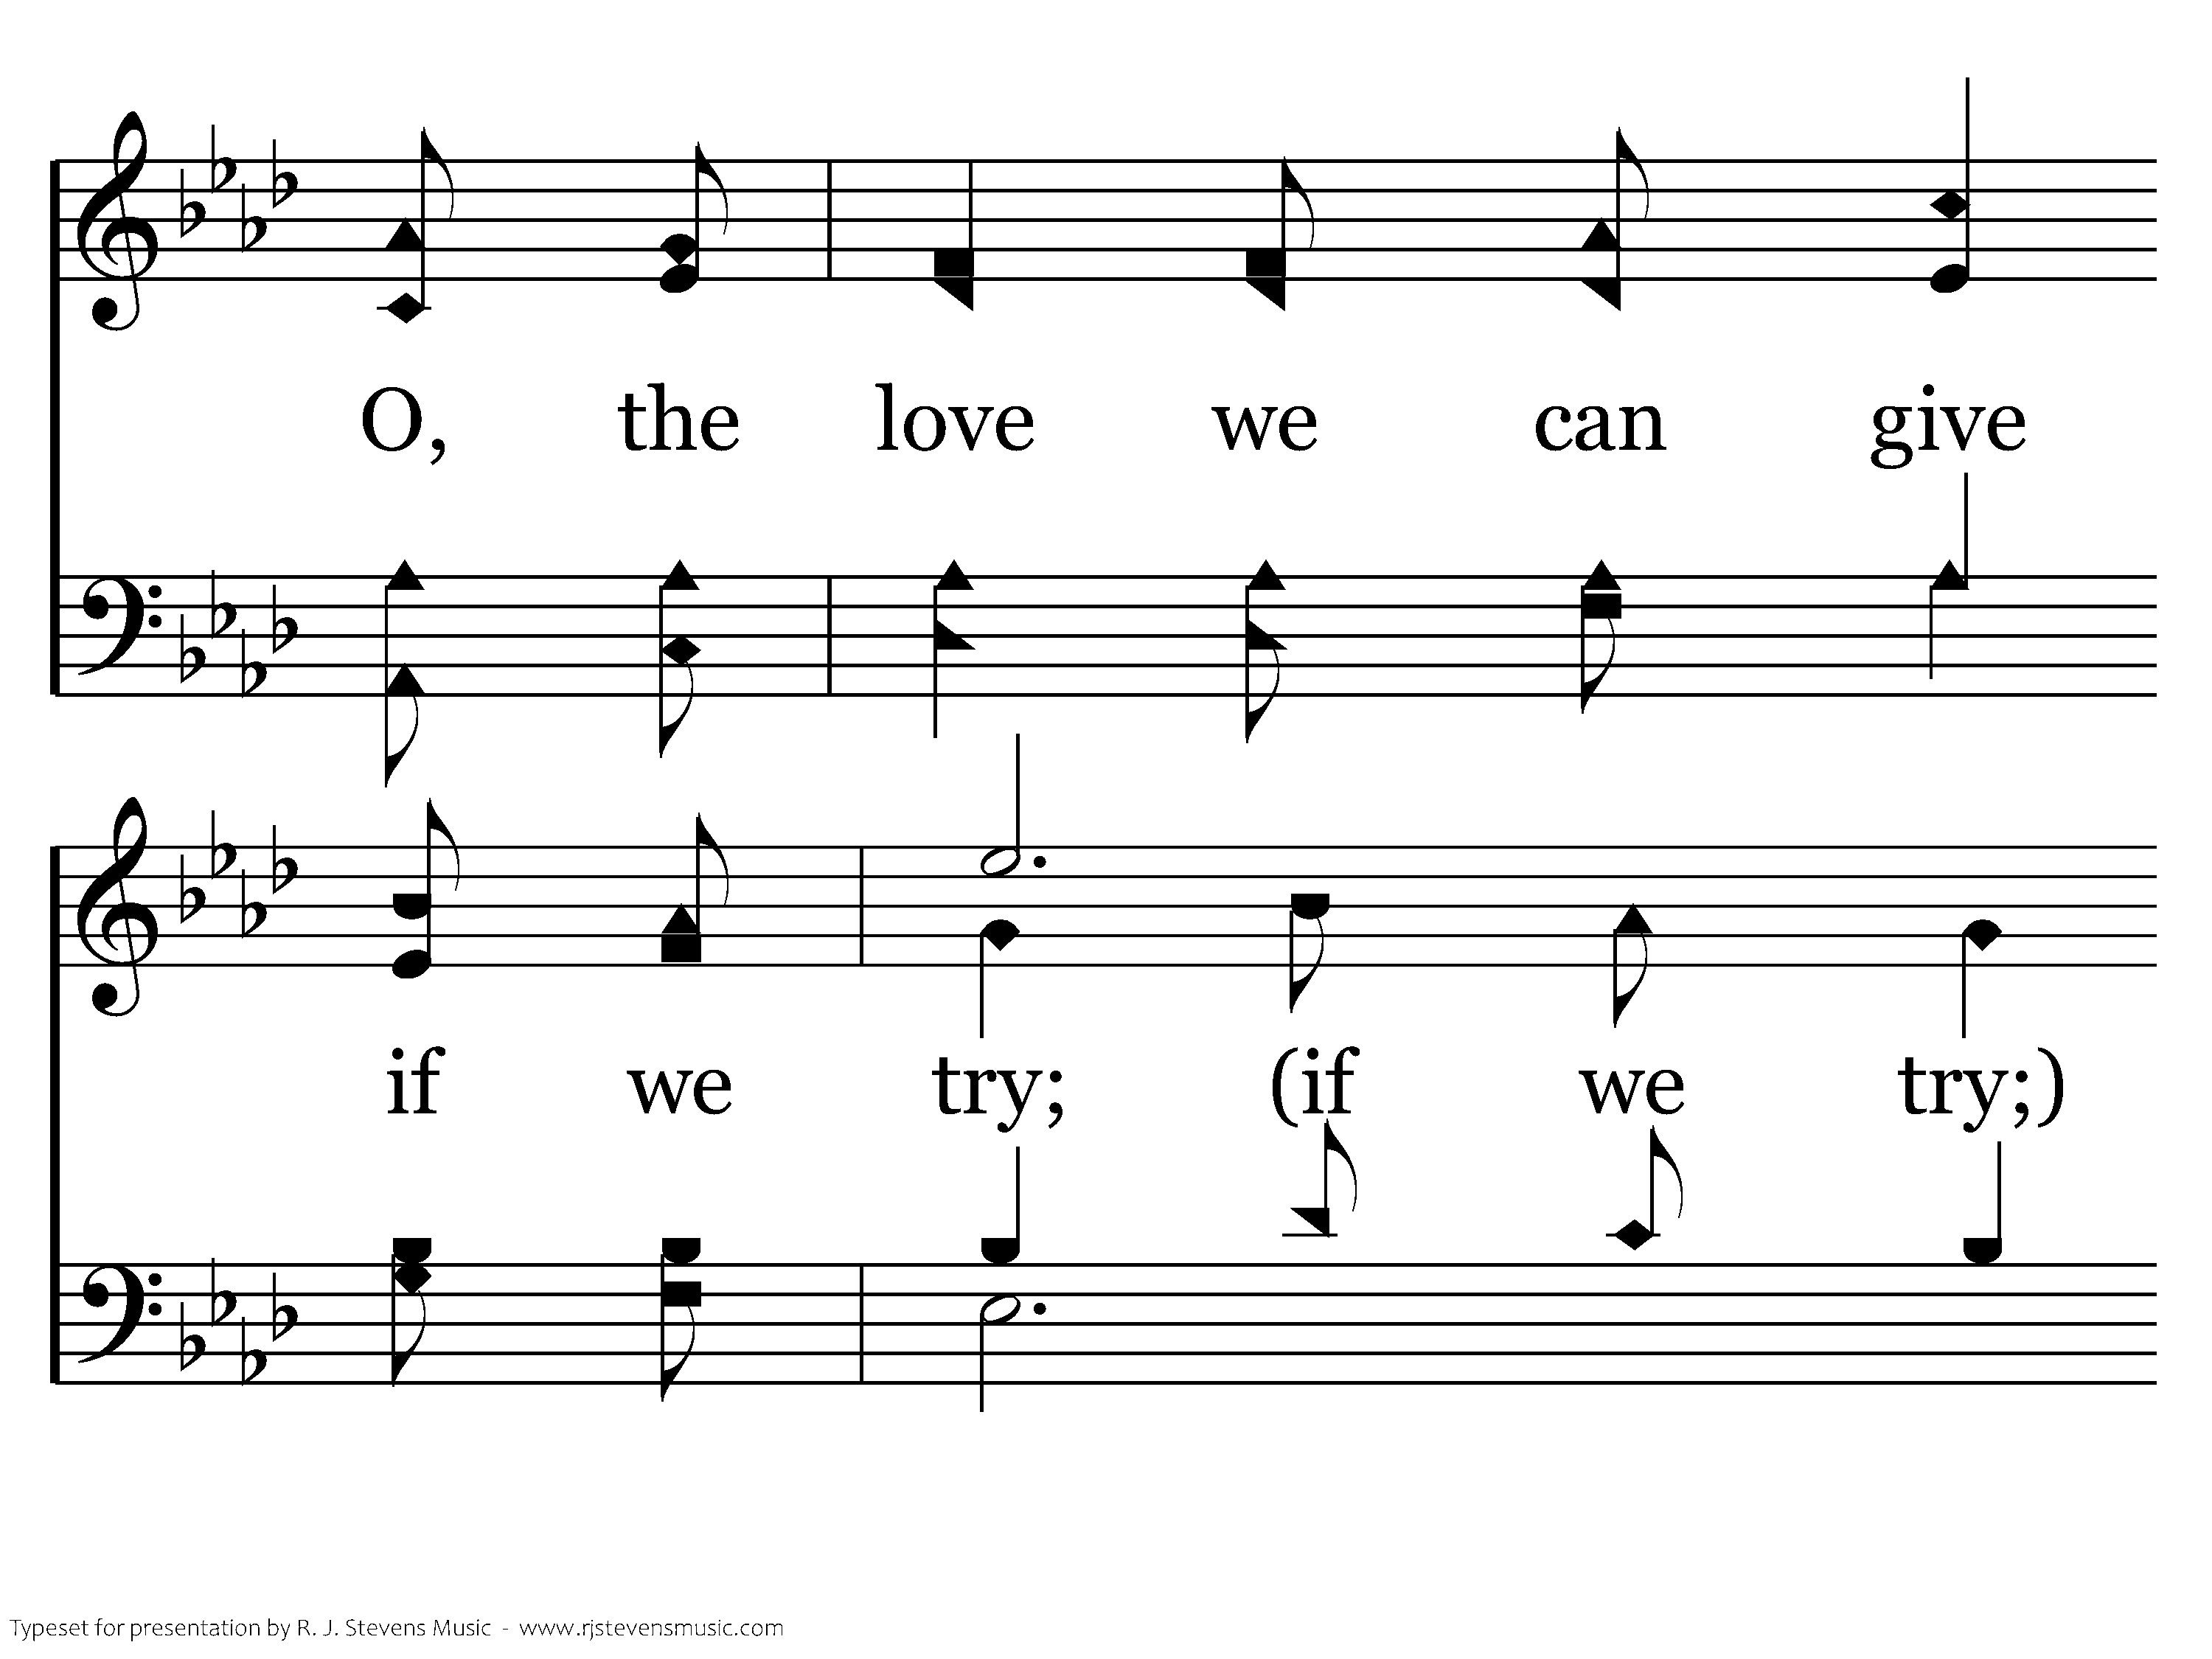 O, the love we can give
if we try; (if we try;)
Typeset for presentation by R. J. Stevens Music - www.rjstevensmusic.com